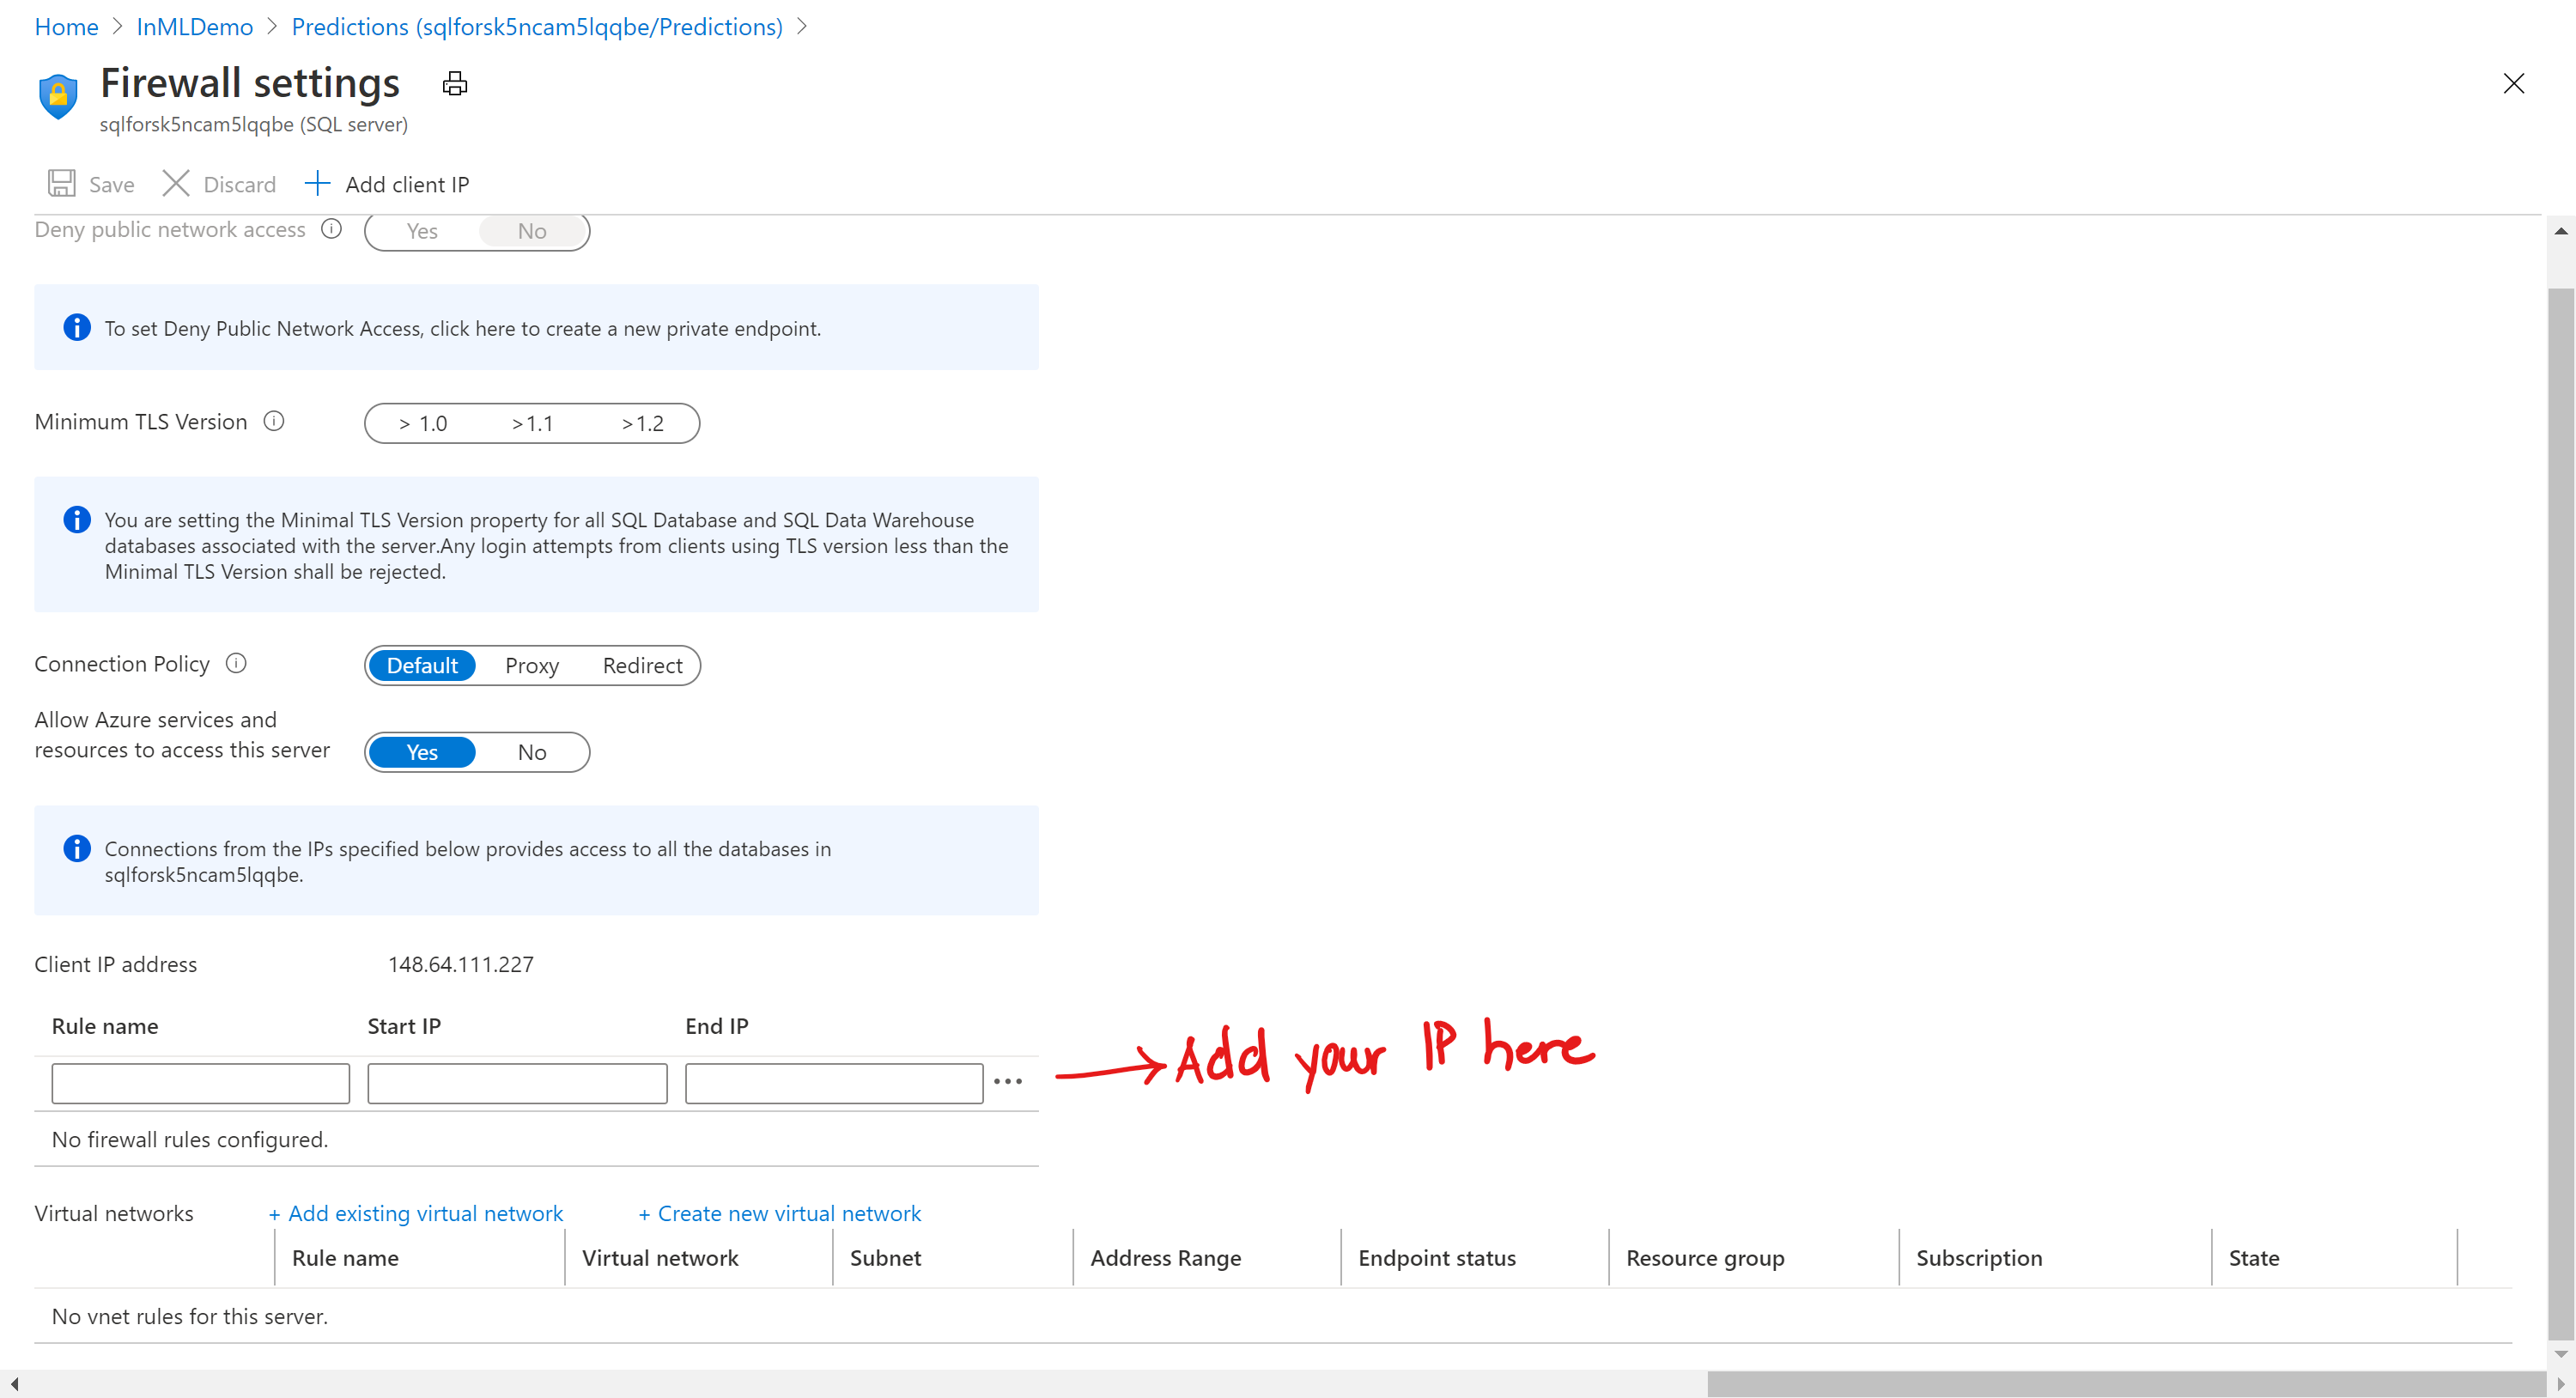 Home > InMLDemo > Predictions (sqlforsk5ncam5lqqbe/Predictions) >
Firewall settings
sqlforsk5ncam5lqqbe (SQL server)
Save Discard + Add client IP
Deny public network access Yes No
To set Deny Public Network Access, click here to create a new private endpoint.
Minimum TLS Version > 1.0 >1.1 >1.2
You are setting the Minimal TLS Version property for all SQL Database and SQL Data Warehouse
databases associated with the server.Any login attempts from clients using TLS version less than the
Minimal TLS Version shall be rejected.
Connection Policy Default Proxy Redirect
Allow Azure services and
resources to access this server Yes No
Connections from the IPs specified below provides access to all the databases in
sqlforsk5ncam5lqqbe.
Client IP address 148.64.111.227
Rule name Start IP End IP
Add your IP here
No firewall rules configured.
Virtual networks + Add existing virtual network + Create new virtual network
Rule name Virtual network Subnet Address Range Endpoint status Resource group Subscription State
No vnet rules for this server.